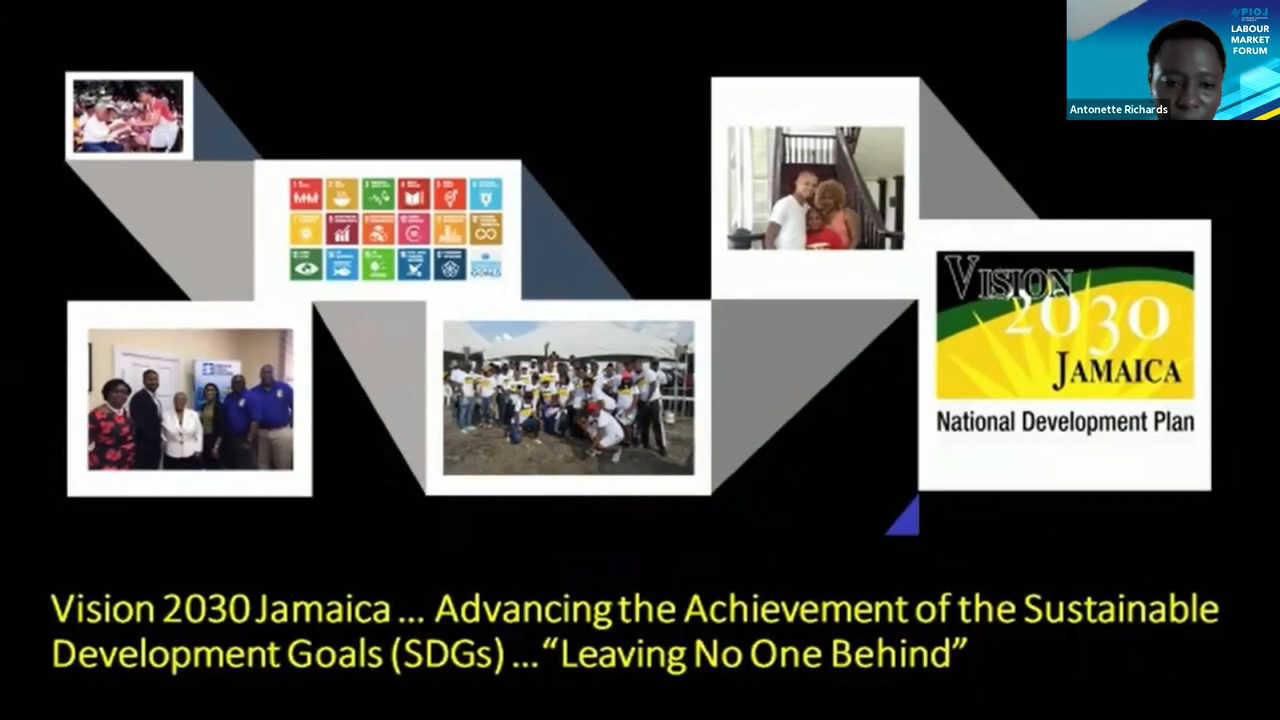 PIOJ
LABOUR
MARKET
FORUM
Antonette Richards
VISION
2030
JAMAICA
National Development Plan
Vision 2030 Jamaica ... Advancing the Achievement of the Sustainable
Development Goals (SDGs) ... “Leaving No One Behind”